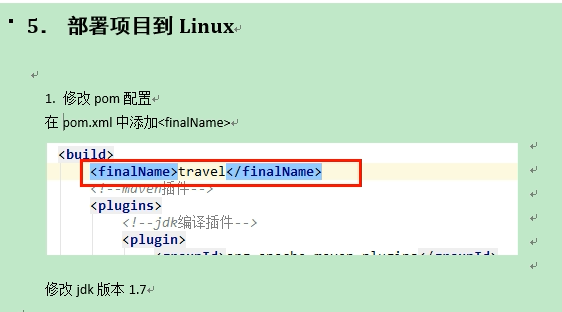 5. 部署项目到 Linux
1. 修改 pom 配置
在 pom.xml 中添加<finalName>
<build>
<finalName>travel</finalName>
<!--maven插件-->
<plugins>
<!--jdk编译插件-->
<plugin>
修改 jdk 版本 1.7